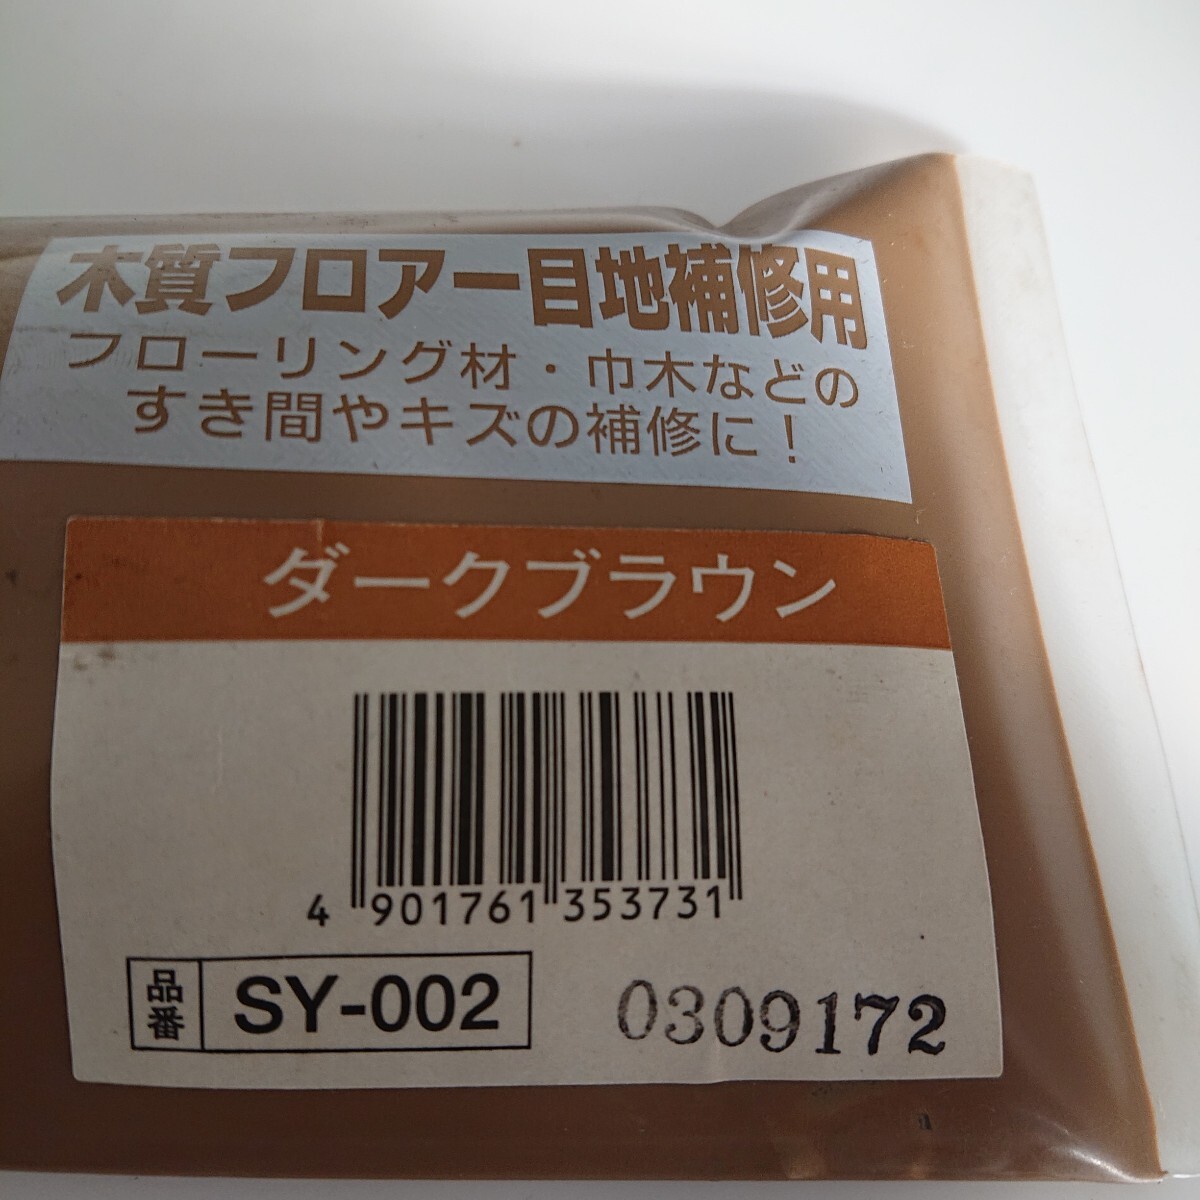 木質フロアー目地補修用
フローリング材・巾木などの
すき間やキズの補修に！
ダークブラウン
4 901761 353731
品番 SY-002
0309172